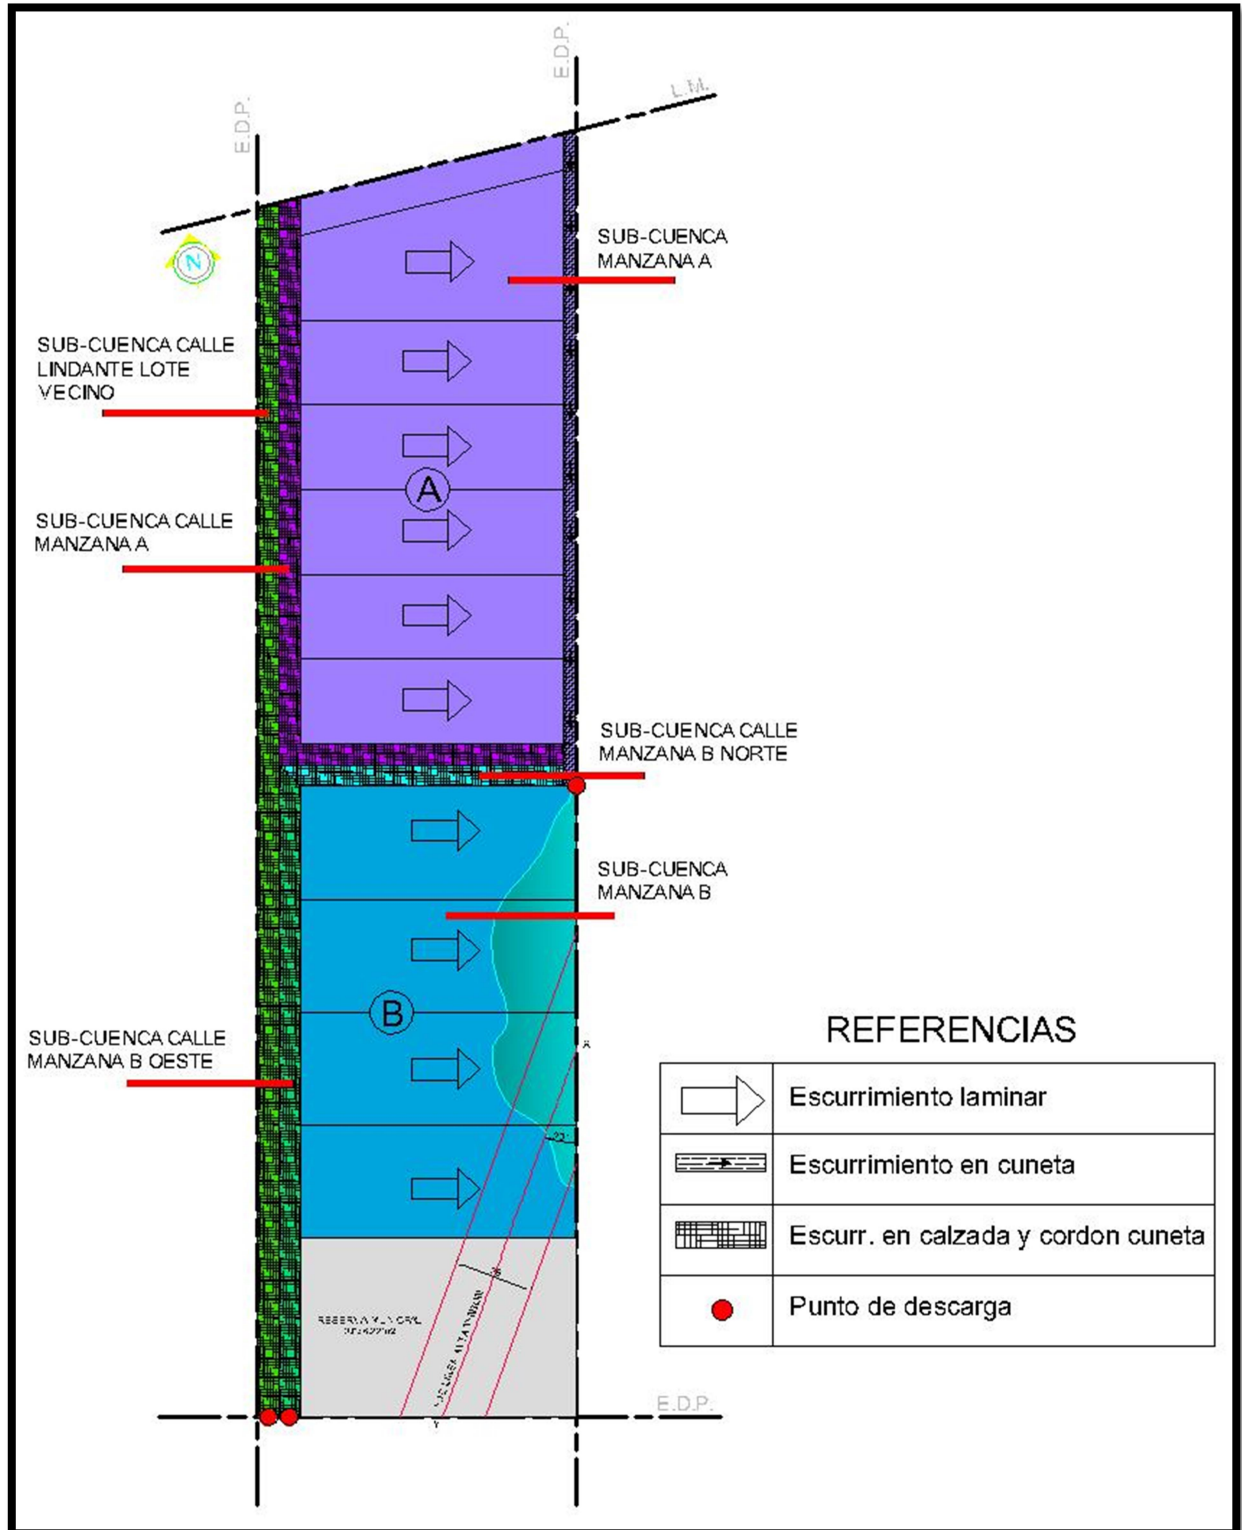 E.D.P.
E.D.P.
L.M.
N
SUB-CUENCA
MANZANA A
SUB-CUENCA CALLE
LINDANTE LOTE
VECINO
A
SUB-CUENCA CALLE
MANZANA A
SUB-CUENCA CALLE
MANZANA B NORTE
SUB-CUENCA
MANZANA B
B
SUB-CUENCA CALLE
MANZANA B OESTE
X
REFERENCIAS
Escurrimiento laminar
Escurrimiento en cuneta
Escurr. en calzada y cordon cuneta
Punto de descarga
RESERVA MUNICIPAL
E.D.P.
Y